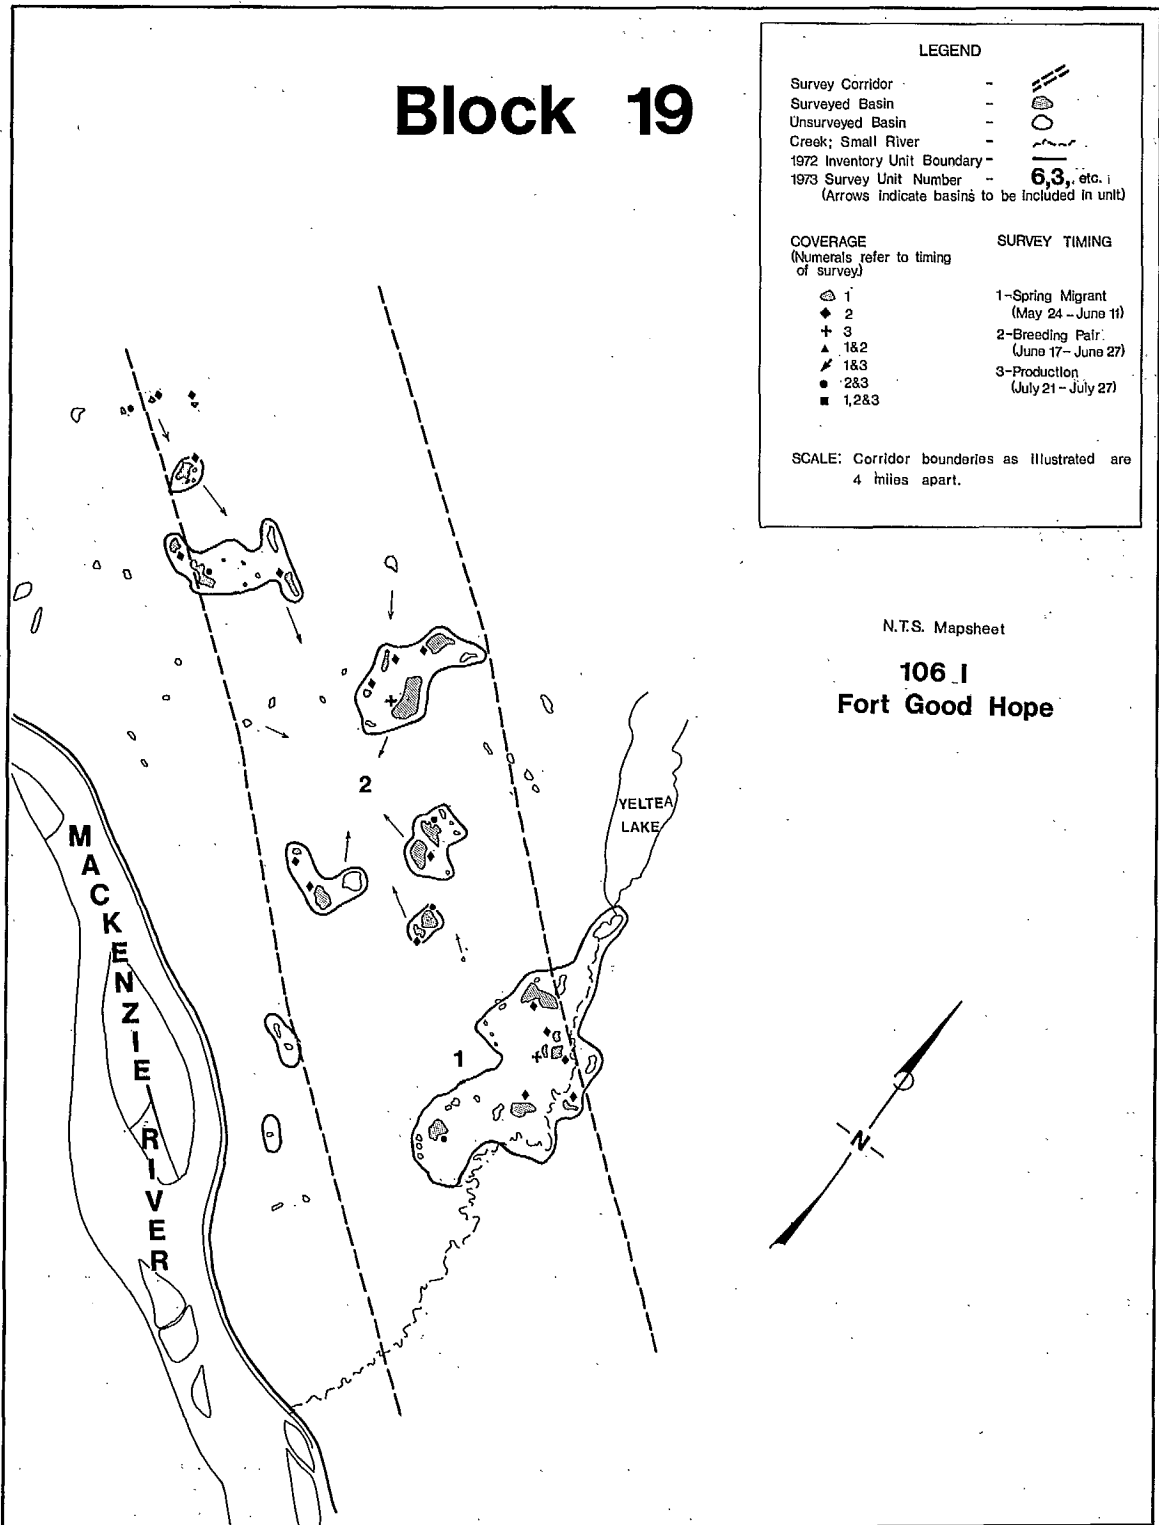 Block 19
LEGEND
Survey Corridor -
Surveyed Basin -
Unsurveyed Basin -
Creek; Small River -
1972 Inventory Unit Boundary -
1973 Survey Unit Number - 6,3, etc.
(Arrows indicate basins to be included in unit)
COVERAGE
(Numerals refer to timing
of survey)
1
2
3
1&2
1&3
2&3
1,2&3
SURVEY TIMING
1-Spring Migrant
(May 24-June 11)
2-Breeding Pair
(June 17-June 27)
3-Production
(July 21-July 27)
SCALE: Corridor bounderies as illustrated are
4 miles apart.
N.T.S. Mapsheet
106 I
Fort Good Hope
2
YELTEA
LAKE
1
MACKENZIE RIVER
N